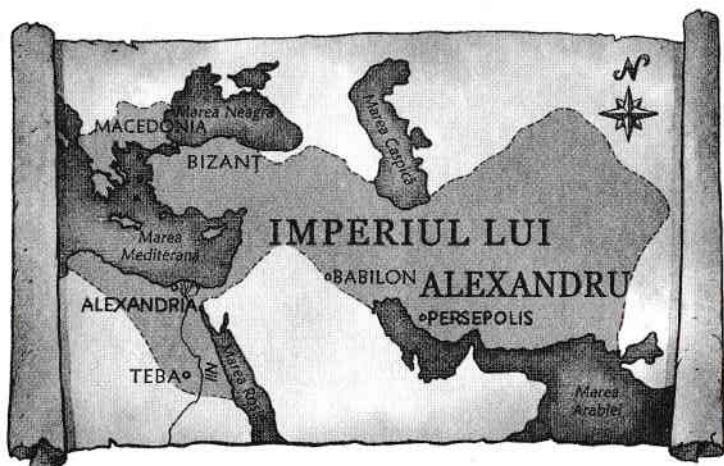 N
Marea Neagră
MACEDONIA
BIZANȚ
Marea Caspică
IMPERIUL LUI
ALEXANDRU
Marea
Mediterană
BABILON
ALEXANDRIA
PERSEPOLIS
TEBA
Nil
Marea Roșie
Marea
Arabiei